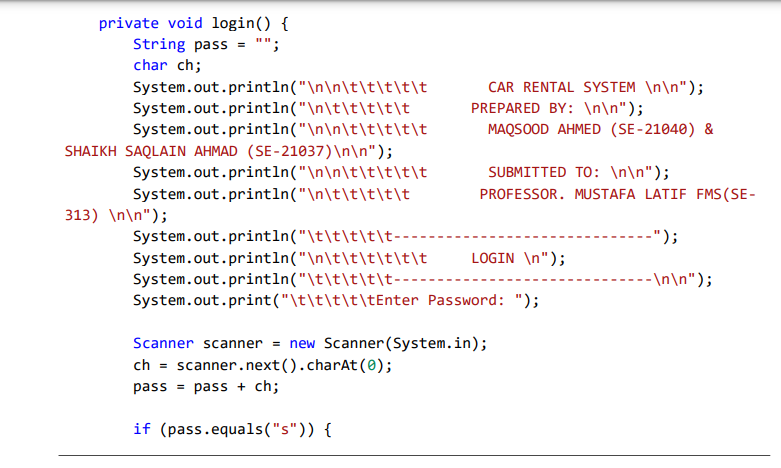 private void login() {
String pass = "";
char ch;
System.out.println("\n\n\t\t\t\t\t       CAR RENTAL SYSTEM \n\n");
System.out.println("\n\t\t\t\t\t       PREPARED BY: \n\n");
System.out.println("\n\n\t\t\t\t\t       MAQSOOD AHMED (SE-21040) &
SHAIKH SAQLAIN AHMAD (SE-21037)\n\n");
System.out.println("\n\n\t\t\t\t\t       SUBMITTED TO: \n\n");
System.out.println("\n\t\t\t\t\t        PROFESSOR. MUSTAFA LATIF FMS(SE-
313) \n\n");
System.out.println("\t\t\t\t\t------------------------------");
System.out.println("\n\t\t\t\t\t\t     LOGIN \n");
System.out.println("\t\t\t\t\t------------------------------\n\n");
System.out.print("\t\t\t\t\tEnter Password: ");
Scanner scanner = new Scanner(System.in);
ch = scanner.next().charAt(0);
pass = pass + ch;
if (pass.equals("s")) {